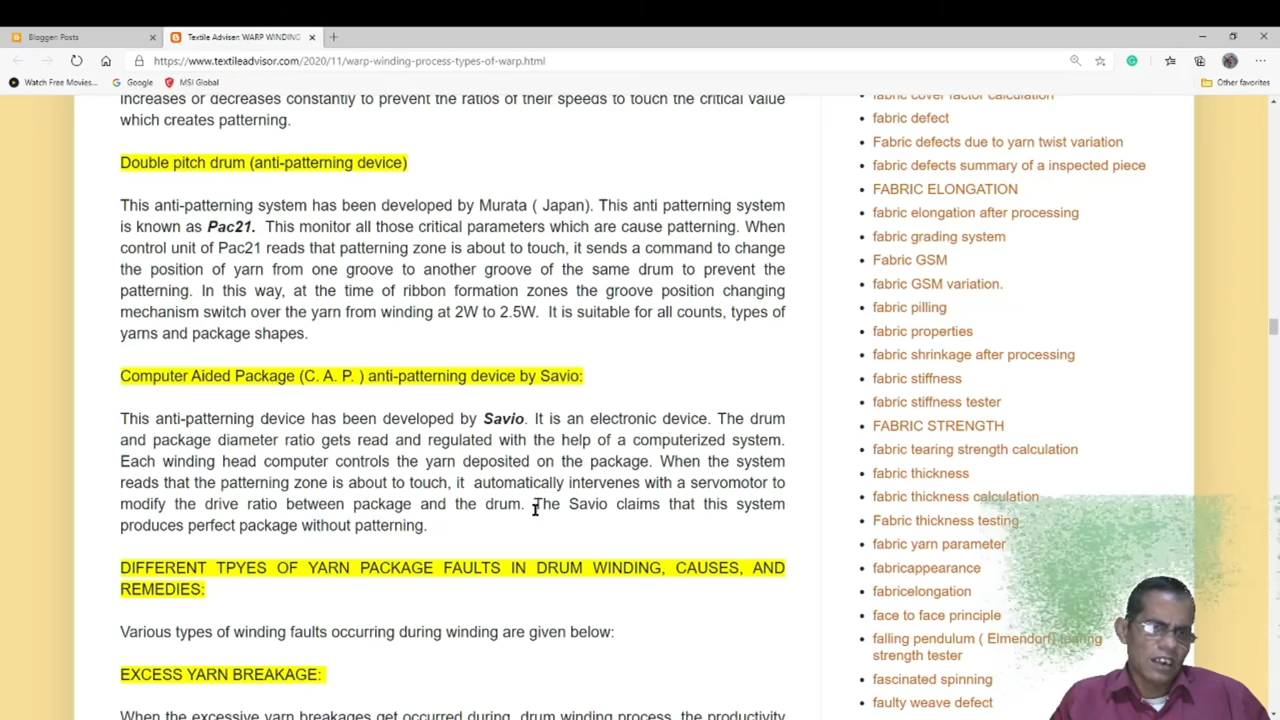 Blogger: Posts
Textile Adviser: WARP WINDING
https://www.textileadvisor.com/2020/11/warp-winding-process-types-of-warp.html
Watch Free Movies...
Google
MSI Global
Other favorites
increases or decreases constantly to prevent the ratios of their speeds to touch the critical value
which creates patterning.
Double pitch drum (anti-patterning device)
This anti-patterning system has been developed by Murata ( Japan). This anti patterning system
is known as Pac21. This monitor all those critical parameters which are cause patterning. When
control unit of Pac21 reads that patterning zone is about to touch, it sends a command to change
the position of yarn from one groove to another groove of the same drum to prevent the
patterning. In this way, at the time of ribbon formation zones the groove position changing
mechanism switch over the yarn from winding at 2W to 2.5W. It is suitable for all counts, types of
yarns and package shapes.
Computer Aided Package (C. A. P. ) anti-patterning device by Savio:
This anti-patterning device has been developed by Savio. It is an electronic device. The drum
and package diameter ratio gets read and regulated with the help of a computerized system.
Each winding head computer controls the yarn deposited on the package. When the system
reads that the patterning zone is about to touch, it automatically intervenes with a servomotor to
modify the drive ratio between package and the drum. The Savio claims that this system
produces perfect package without patterning.
DIFFERENT TPYES OF YARN PACKAGE FAULTS IN DRUM WINDING, CAUSES, AND
REMEDIES:
Various types of winding faults occurring during winding are given below:
EXCESS YARN BREAKAGE:
When the excessive yarn breakages get occurred during drum winding process, the productivity
fabric cover factor calculation
fabric defect
Fabric defects due to yarn twist variation
fabric defects summary of a inspected piece
FABRIC ELONGATION
fabric elongation after processing
fabric grading system
Fabric GSM
fabric GSM variation.
fabric pilling
fabric properties
fabric shrinkage after processing
fabric stiffness
fabric stiffness tester
FABRIC STRENGTH
fabric tearing strength calculation
fabric thickness
fabric thickness calculation
Fabric thickness testing
fabric yarn parameter
fabricappearance
fabricelongation
face to face principle
falling pendulum ( Elmendorf) tearing
strength tester
fascinated spinning
faulty weave defect